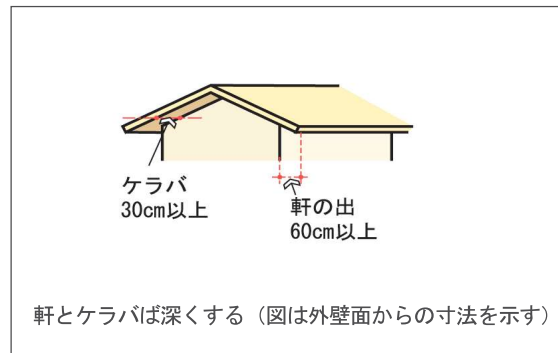 ケラバ
30cm以上
軒の出
60cm以上
軒とケラバば深くする（図は外壁面からの寸法を示す）